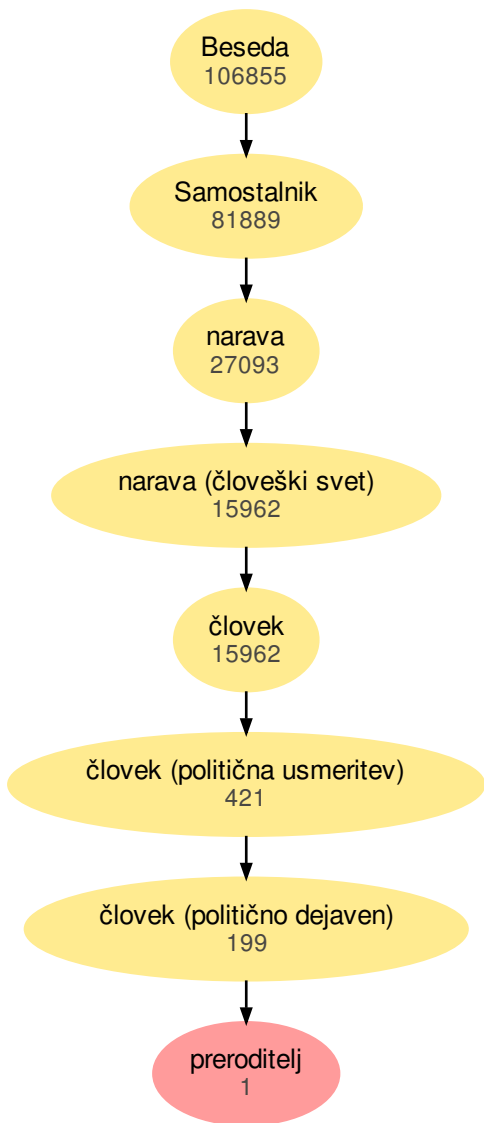 Beseda
106855
Samostalnik
81889
narava
27093
narava (človeški svet)
15962
človek
15962
človek (politična usmeritev)
421
človek (politično dejaven)
199
preroditelj
1